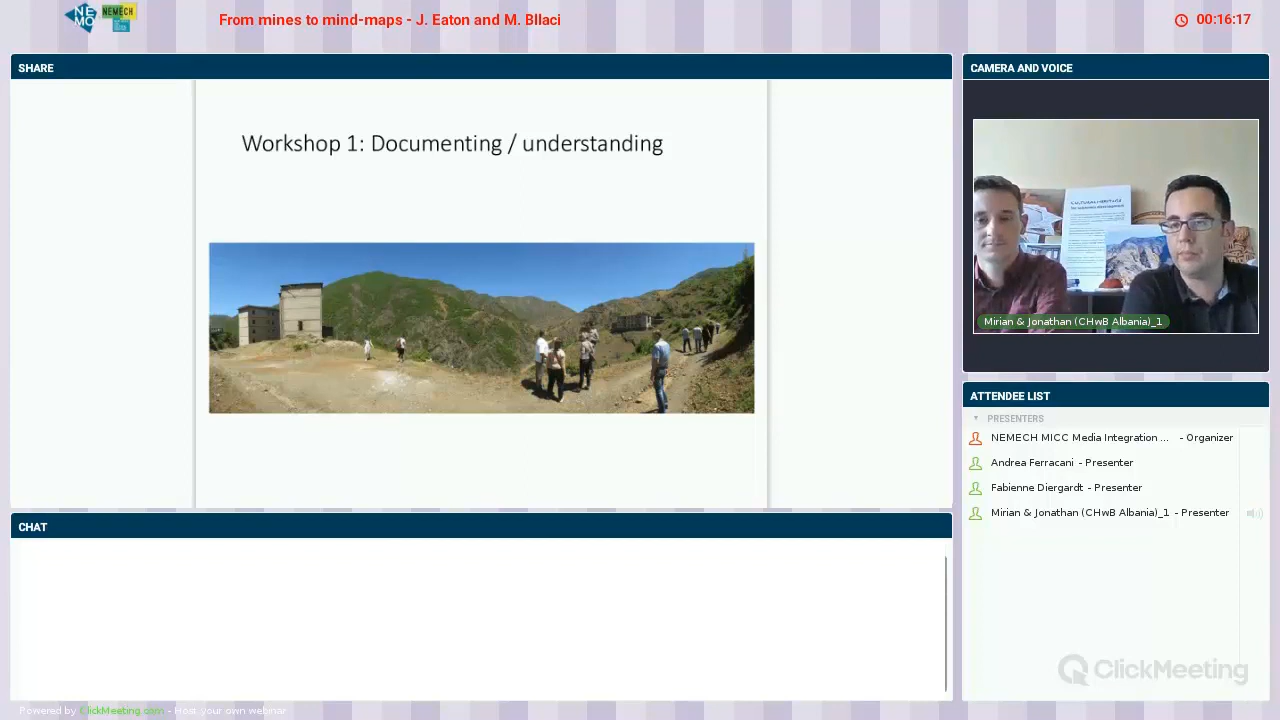 NE
MO
NEMECH
From mines to mind-maps - J. Eaton and M. Bllaci
00:16:17
SHARE
Workshop 1: Documenting / understanding
CAMERA AND VOICE
CULTURAL HERITAGE
Mirian & Jonathan (CHwB Albania)_1
ATTENDEE LIST
PRESENTERS
NEMECH MICC Media Integration ... - Organizer
Andrea Ferracani - Presenter
Fabienne Diergardt - Presenter
Mirian & Jonathan (CHwB Albania)_1 - Presenter
CHAT
ClickMeeting
Powered by ClickMeeting.com - Host your own webinar